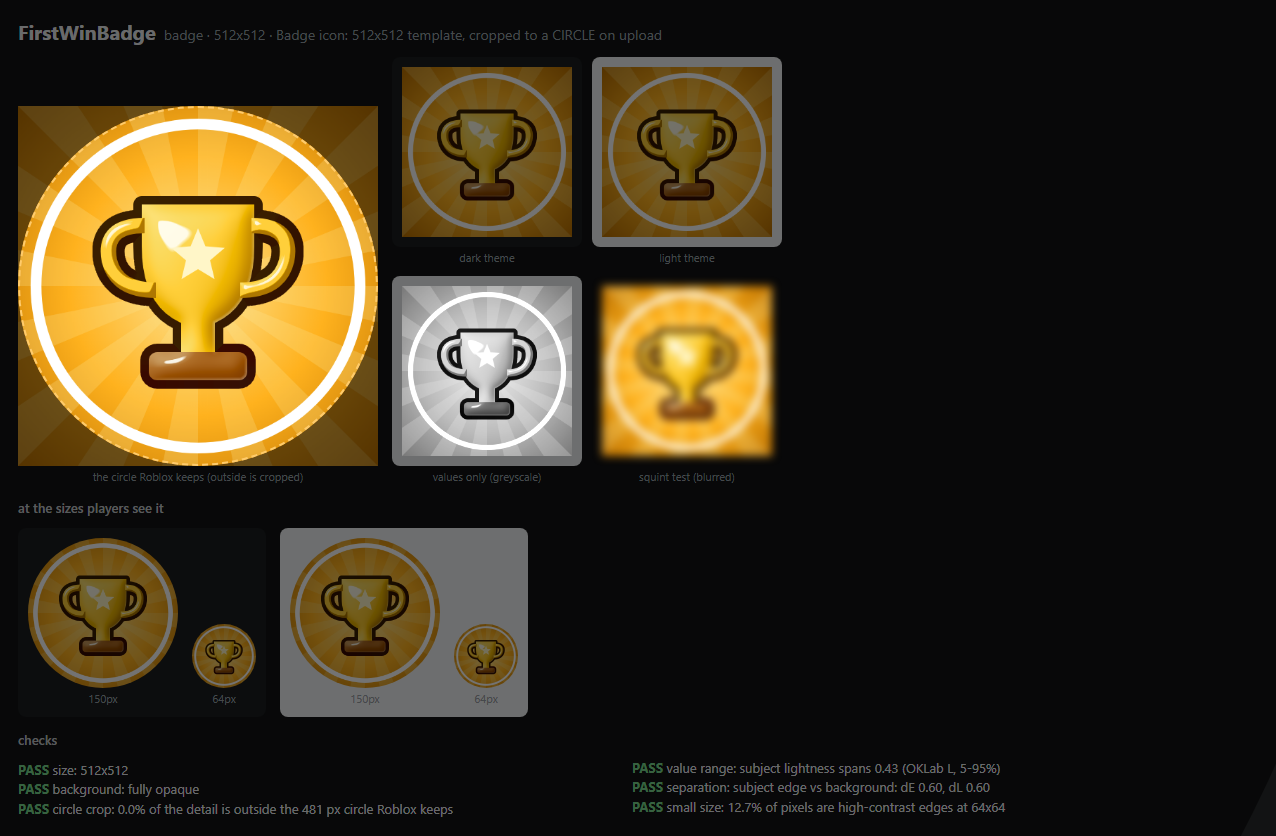 FirstWinBadge badge · 512x512 · Badge icon: 512x512 template, cropped to a CIRCLE on upload
dark theme
light theme
the circle Roblox keeps (outside is cropped)
values only (greyscale)
squint test (blurred)
at the sizes players see it
150px
64px
150px
64px
checks
PASS size: 512x512
PASS background: fully opaque
PASS circle crop: 0.0% of the detail is outside the 481 px circle Roblox keeps
PASS value range: subject lightness spans 0.43 (OKLab L, 5-95%)
PASS separation: subject edge vs background: dE 0.60, dL 0.60
PASS small size: 12.7% of pixels are high-contrast edges at 64x64